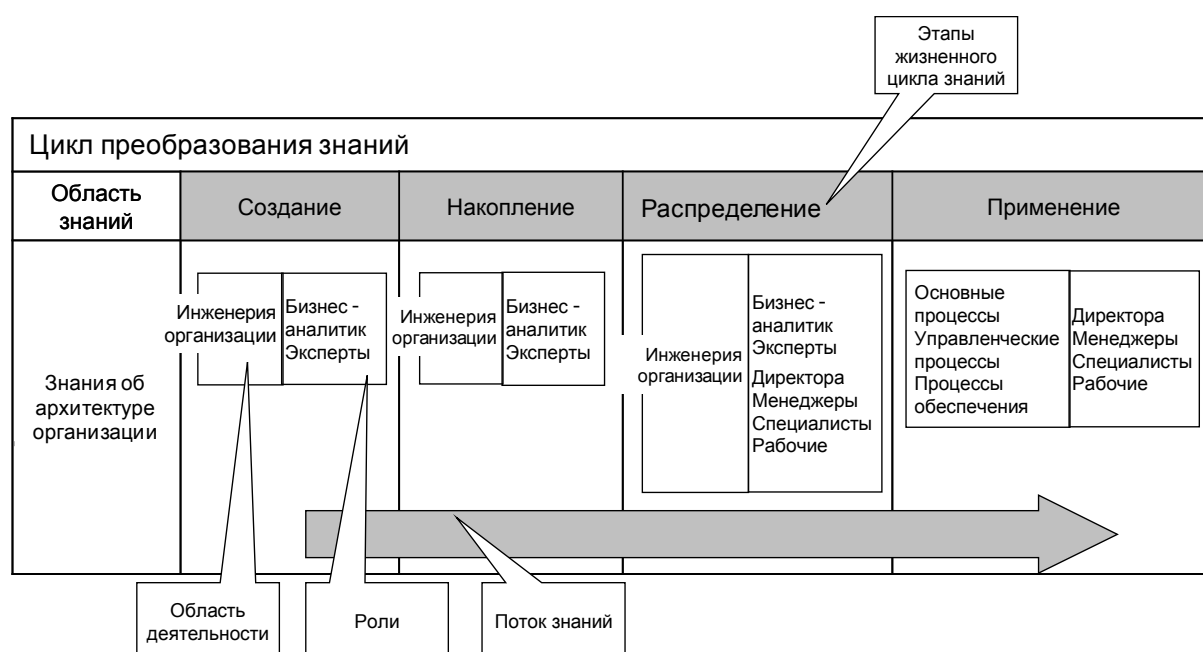 Этапы
жизненного
цикла знаний
Цикл преобразования знаний
Область
знаний
Создание
Накопление
Распределение
Применение
Знания об
архитектуре
организации
Инженерия
организации
Бизнес -
аналитик
Эксперты
Инженерия
организации
Бизнес -
аналитик
Эксперты
Инженерия
организации
Бизнес -
аналитик
Эксперты
Директора
Менеджеры
Специалисты
Рабочие
Основные
процессы
Управленческие
процессы
Процессы
обеспечения
Директора
Менеджеры
Специалисты
Рабочие
Область
деятельности
Роли
Поток знаний